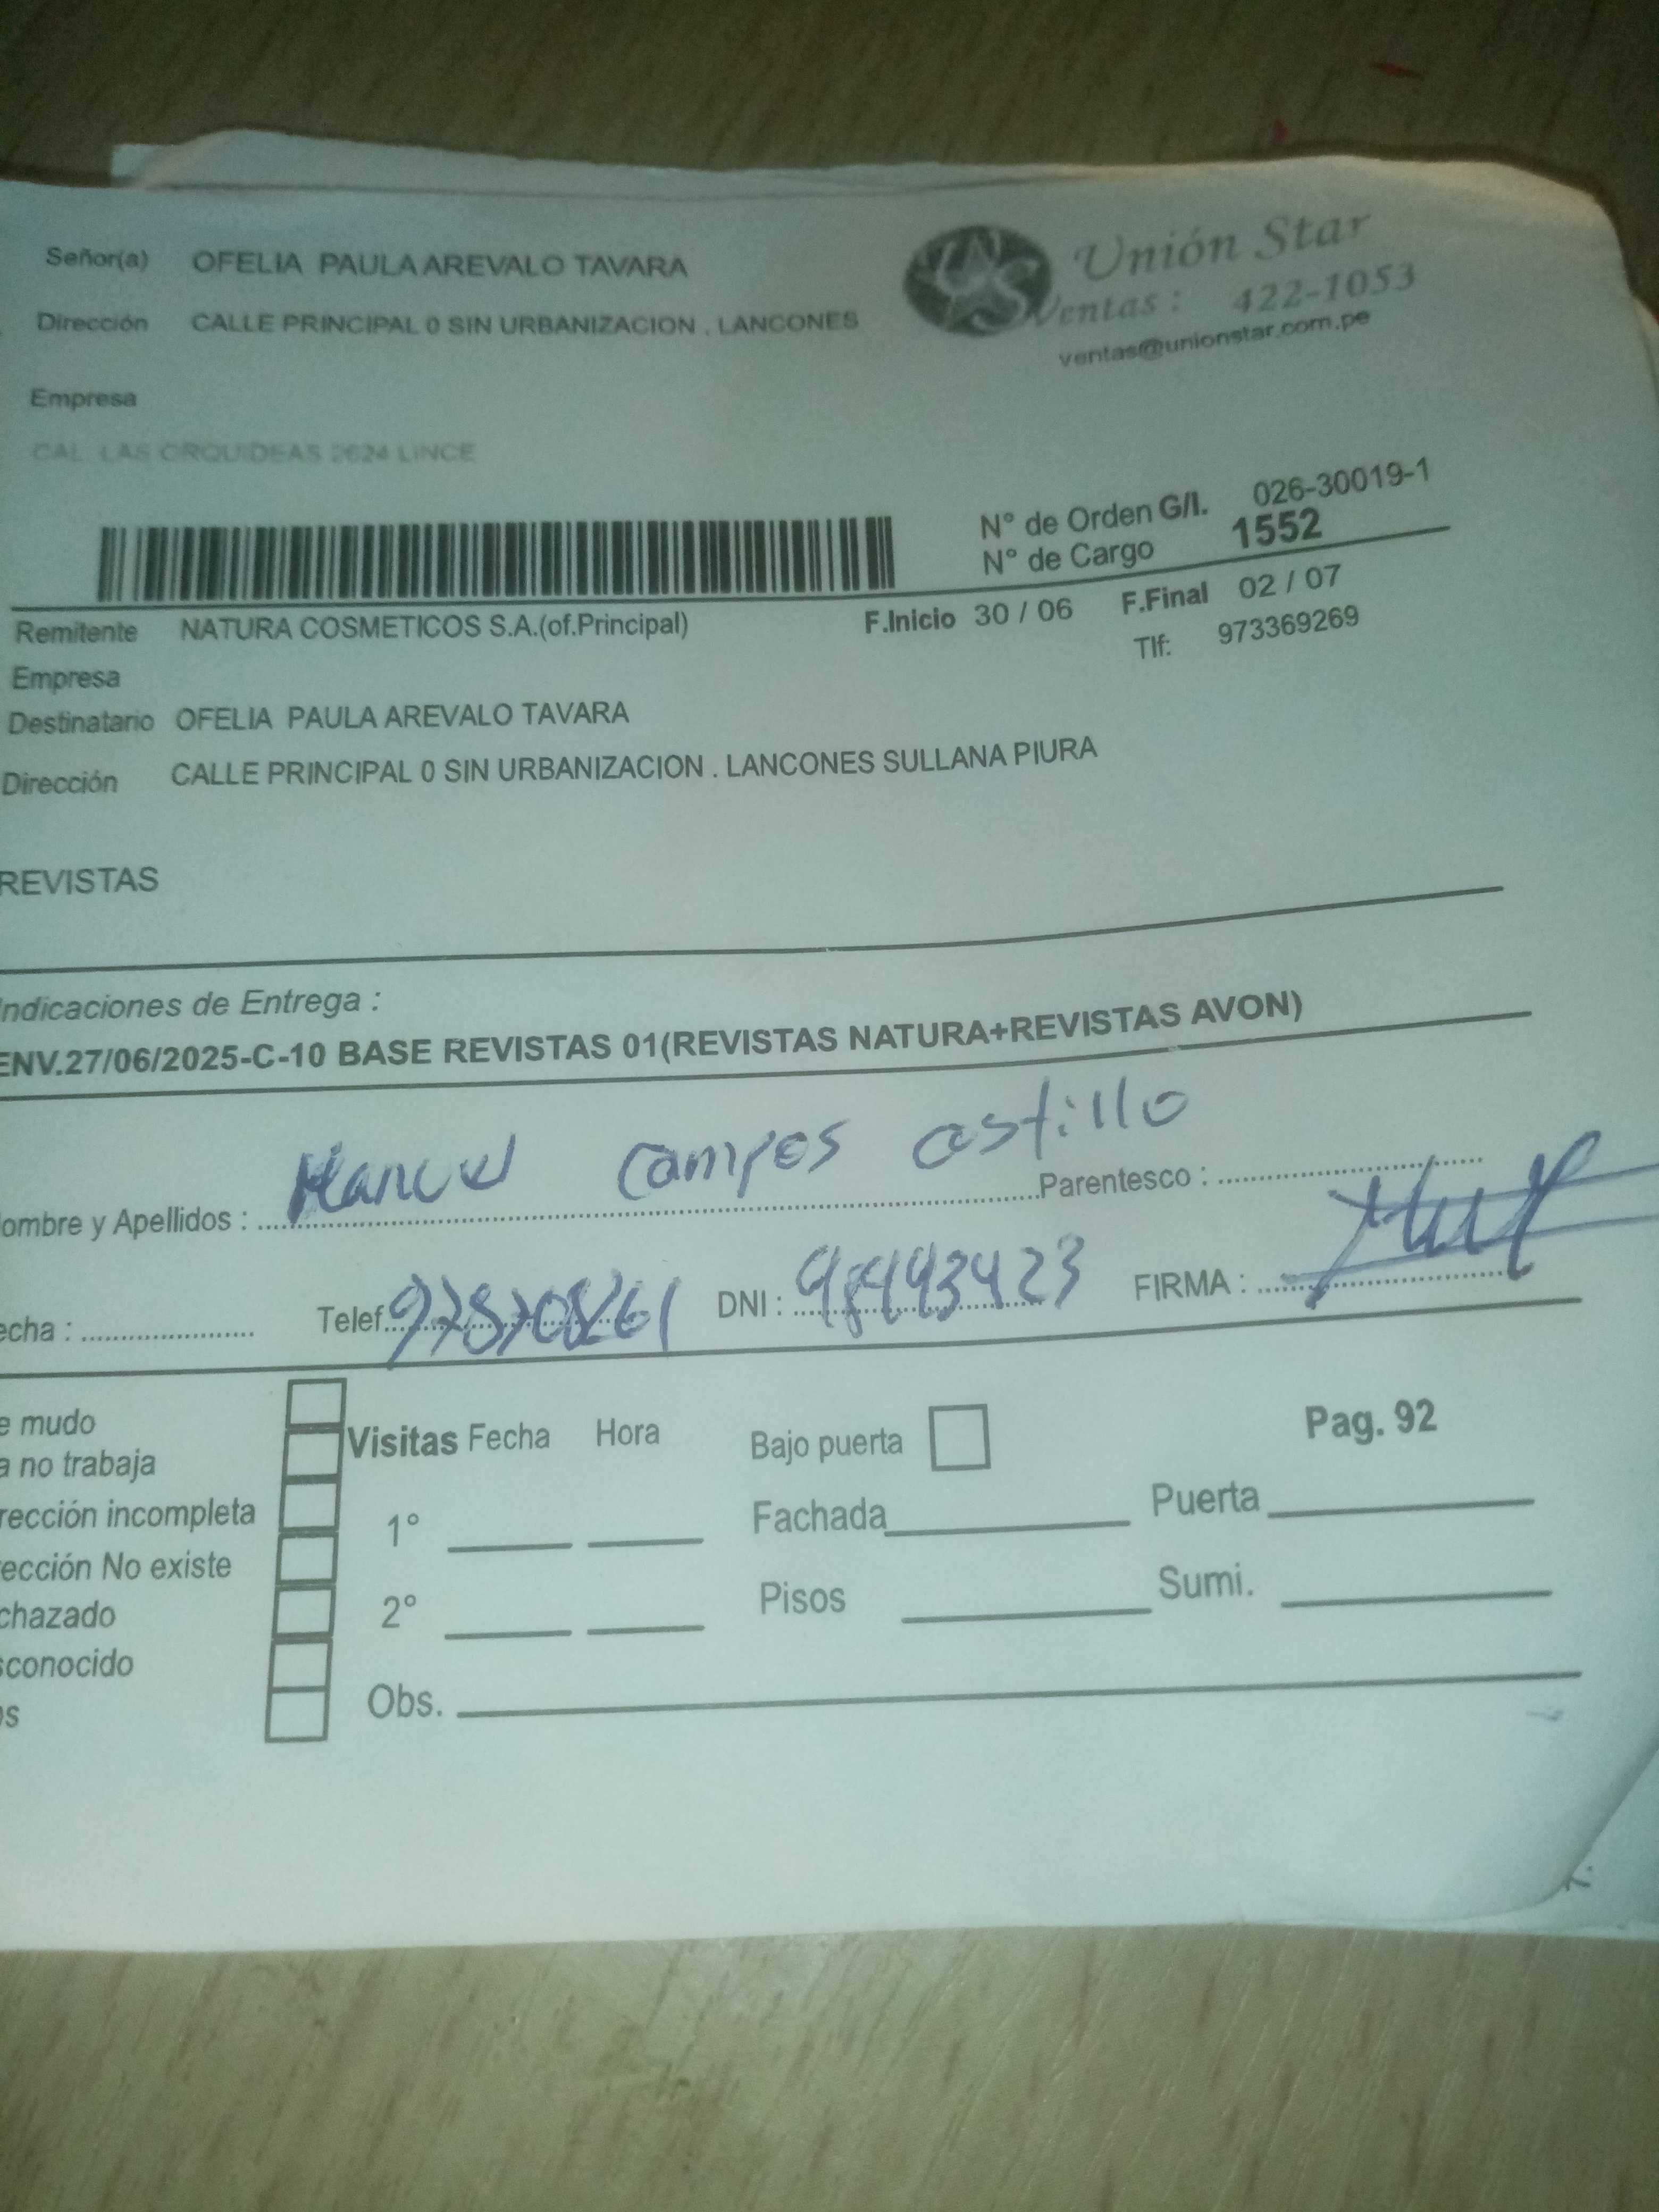 Señor(a) OFELIA PAULA AREVALO TAVARA
Unión Star
Ventas : 422-1053
ventas@unionstar.com.pe
Dirección CALLE PRINCIPAL 0 SIN URBANIZACION . LANCONES
Empresa
CAL. LAS ORQUIDEAS 2624 LINCE
N° de Orden G/I. 026-30019-1
N° de Cargo 1552
Remitente NATURA COSMETICOS S.A.(of.Principal) F.Inicio 30 / 06 F.Final 02 / 07
Empresa Tlf: 973369269
Destinatario OFELIA PAULA AREVALO TAVARA
Dirección CALLE PRINCIPAL 0 SIN URBANIZACION . LANCONES SULLANA PIURA
REVISTAS
Indicaciones de Entrega :
ENV.27/06/2025-C-10 BASE REVISTAS 01(REVISTAS NATURA+REVISTAS AVON)
ombre y Apellidos : Manuel Campos Castillo Parentesco :
echa : Telef. DNI : FIRMA :
e mudo
a no trabaja
rección incompleta
ección No existe
chazado
sconocido
os
Visitas Fecha Hora
1°
2°
Obs.
Bajo puerta
Fachada
Pisos
Pag. 92
Puerta
Sumi.